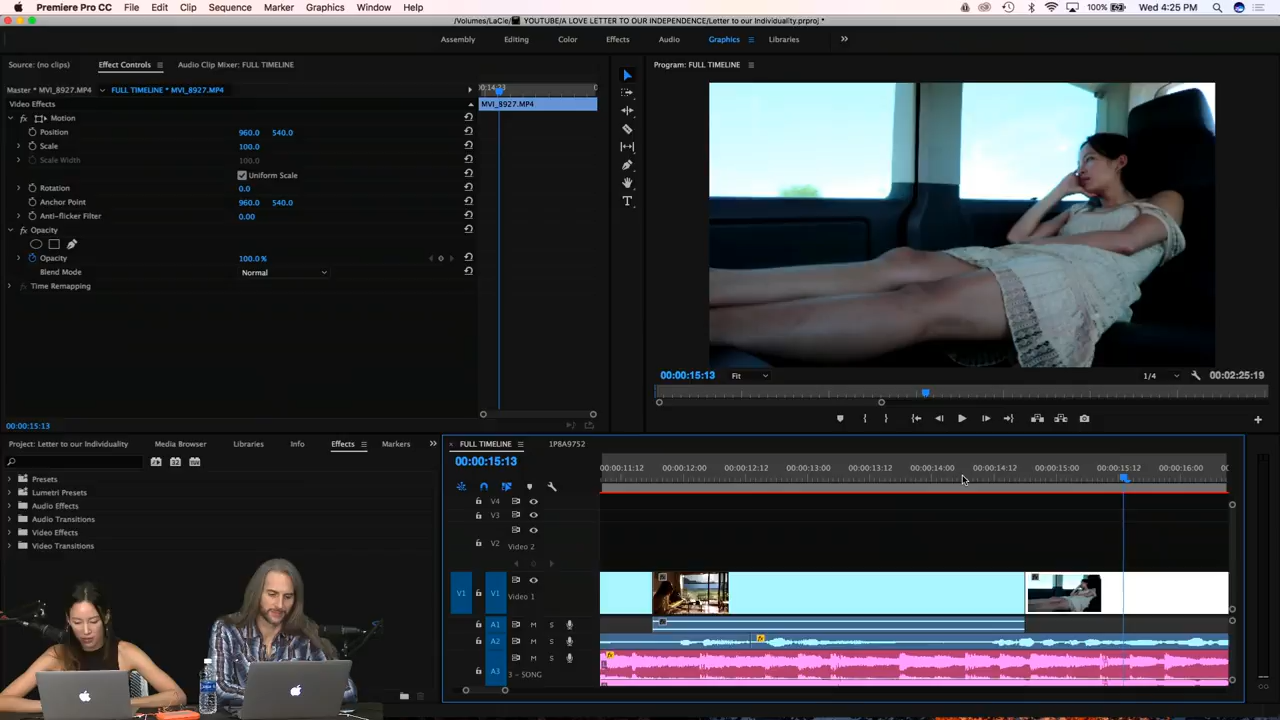 Premiere Pro CC File Edit Clip Sequence Marker Graphics Window Help 100% Wed 4:25 PM
/Volumes/LaCie/ YOUTUBE/A LOVE LETTER TO OUR INDEPENDENCE/Letter to our Individuality.prproj *
Assembly Editing Color Effects Audio Graphics Libraries
Source: (no clips) Effect Controls Audio Clip Mixer: FULL TIMELINE Program: FULL TIMELINE
Master * MVI_8927.MP4 FULL TIMELINE * MVI_8927.MP4
Video Effects MVI_8927.MP4
fx Motion
Position 960.0 540.0
Scale 100.0
Scale Width 100.0
Uniform Scale
Rotation 0.0
Anchor Point 960.0 540.0
Anti-flicker Filter 0.00
fx Opacity
Opacity 100.0 %
Blend Mode Normal
fx Time Remapping
00:00:15:13 Fit 1/4 00:02:25:19
00:00:15:13
Project: Letter to our Individuality Media Browser Libraries Info Effects Markers
FULL TIMELINE 1P8A9752
00:00:15:13
00:00:11:12 00:00:12:00 00:00:12:12 00:00:13:00 00:00:13:12 00:00:14:00 00:00:14:12 00:00:15:00 00:00:15:12 00:00:16:00
Presets
Lumetri Presets
Audio Effects
Audio Transitions
Video Effects
Video Transitions
V4
V3
V2 Video 2
V1 V1 Video 1
A1 M S
A2 M S
A3 M S 3 - SONG